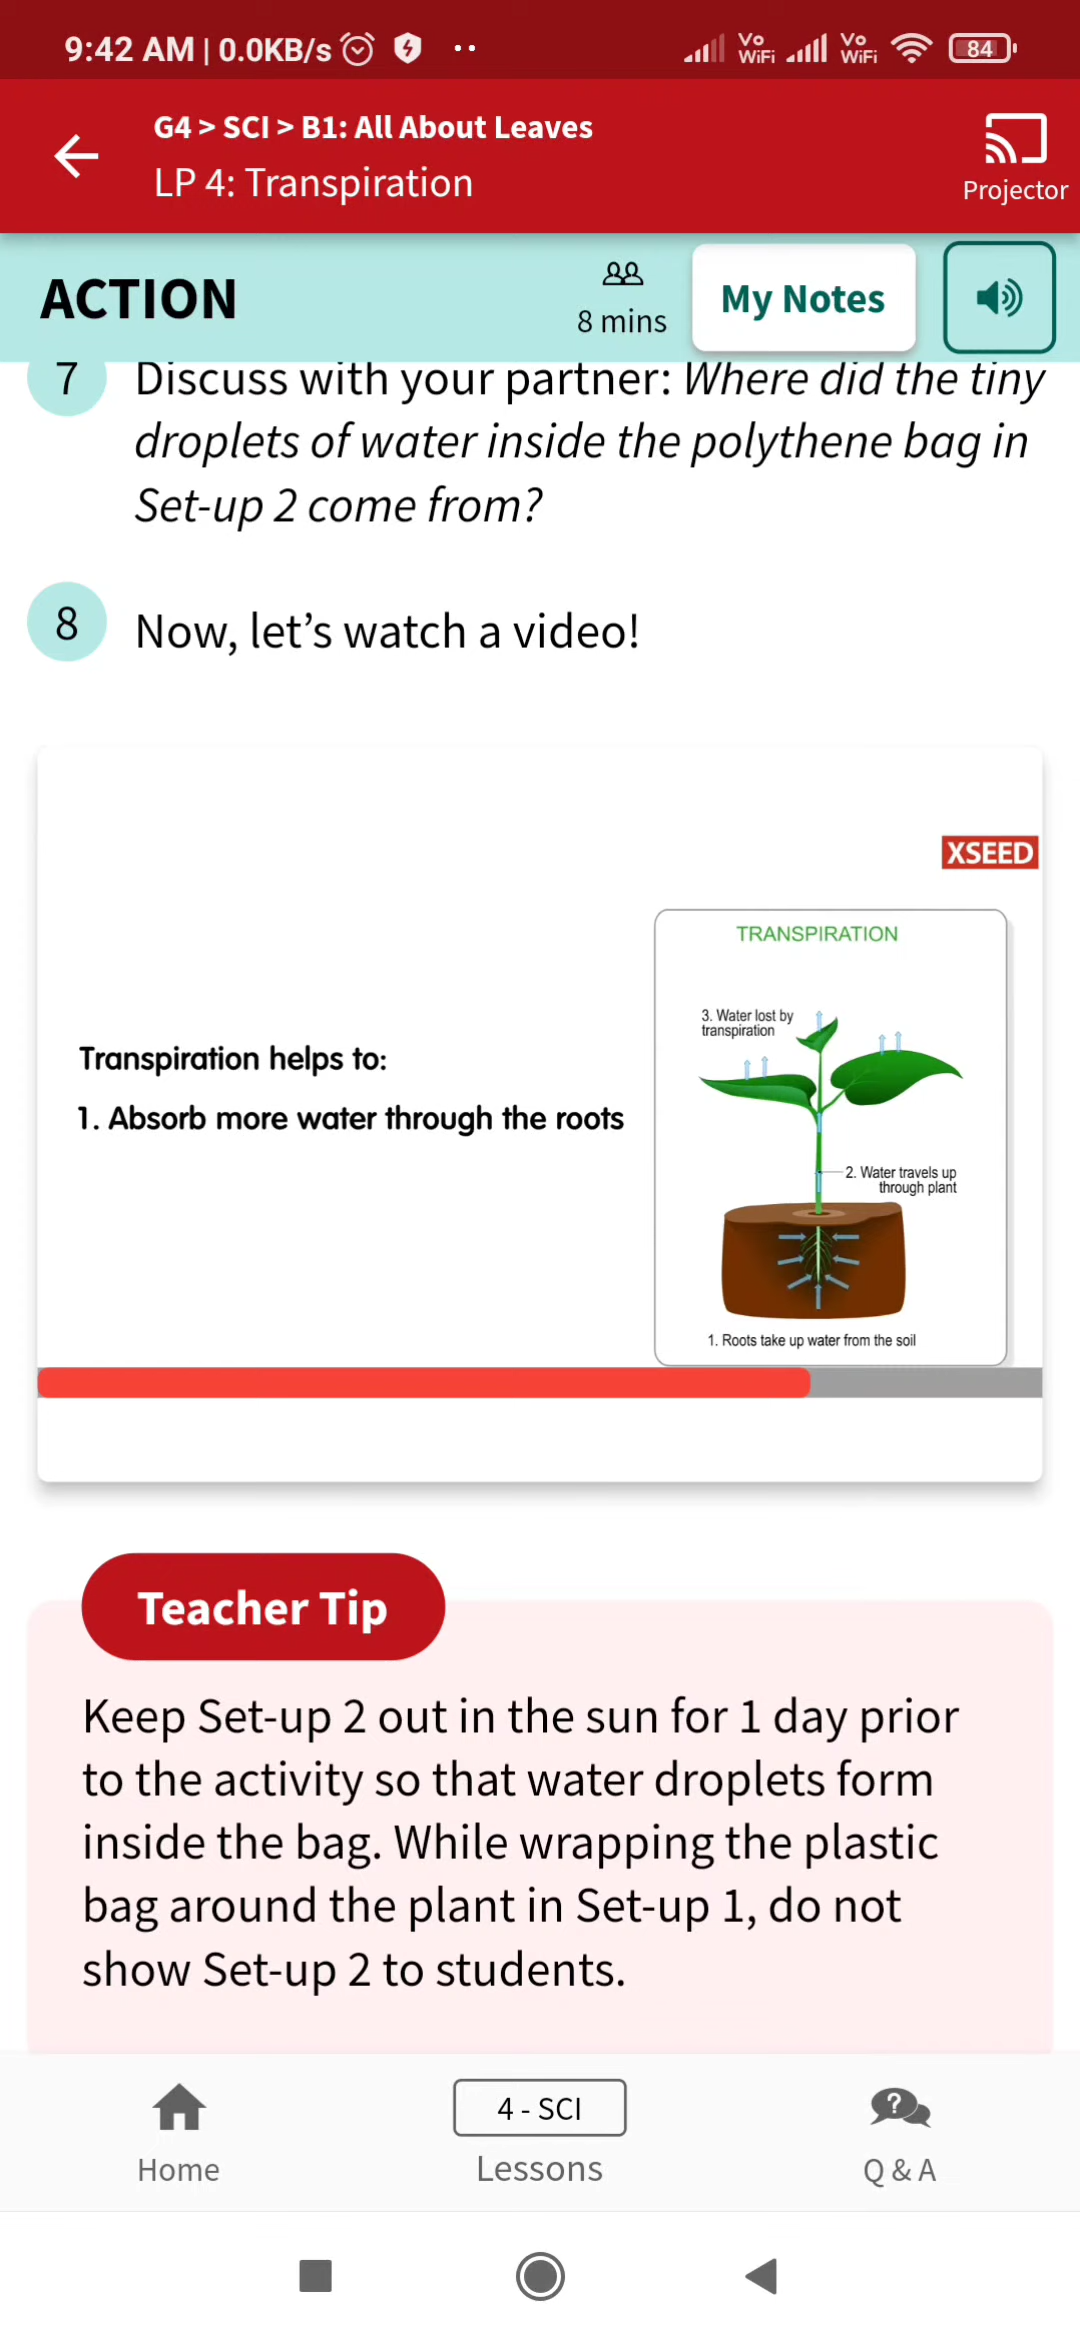 9:42 AM | 0.0KB/s
Vo WiFi Vo WiFi 84
G4 > SCI > B1: All About Leaves
LP 4: Transpiration
Projector
ACTION
8 mins
My Notes
7 Discuss with your partner: Where did the tiny
droplets of water inside the polythene bag in
Set-up 2 come from?
8 Now, let’s watch a video!
XSEED
TRANSPIRATION
3. Water lost by
transpiration
Transpiration helps to:
1. Absorb more water through the roots
2. Water travels up
through plant
1. Roots take up water from the soil
Teacher Tip
Keep Set-up 2 out in the sun for 1 day prior
to the activity so that water droplets form
inside the bag. While wrapping the plastic
bag around the plant in Set-up 1, do not
show Set-up 2 to students.
4 - SCI
Home
Lessons
Q & A